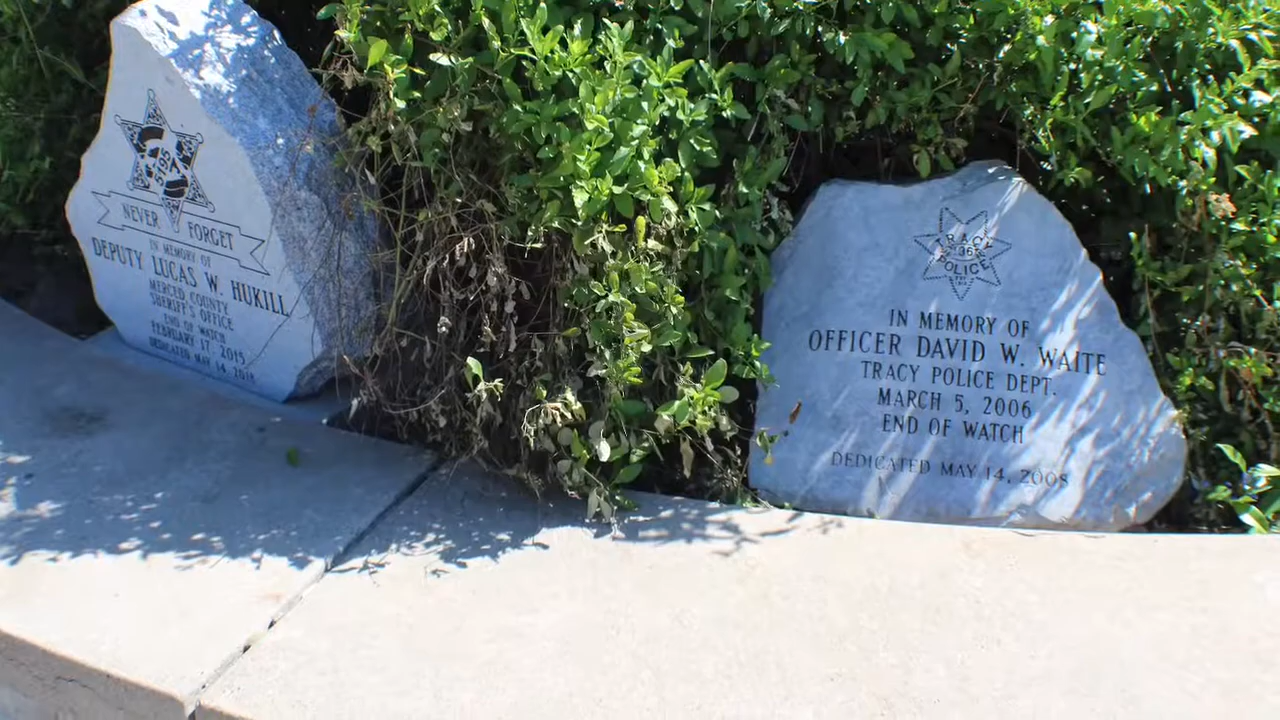 NEVER FORGET
IN MEMORY OF
DEPUTY LUCAS W. HUKILL
MERCED COUNTY
SHERIFF'S OFFICE
END OF WATCH
FEBRUARY 17, 2015
DEDICATED MAY 14, 2018
TRACY
36
POLICE
IN MEMORY OF
OFFICER DAVID W. WAITE
TRACY POLICE DEPT.
MARCH 5, 2006
END OF WATCH
DEDICATED MAY 14, 2008